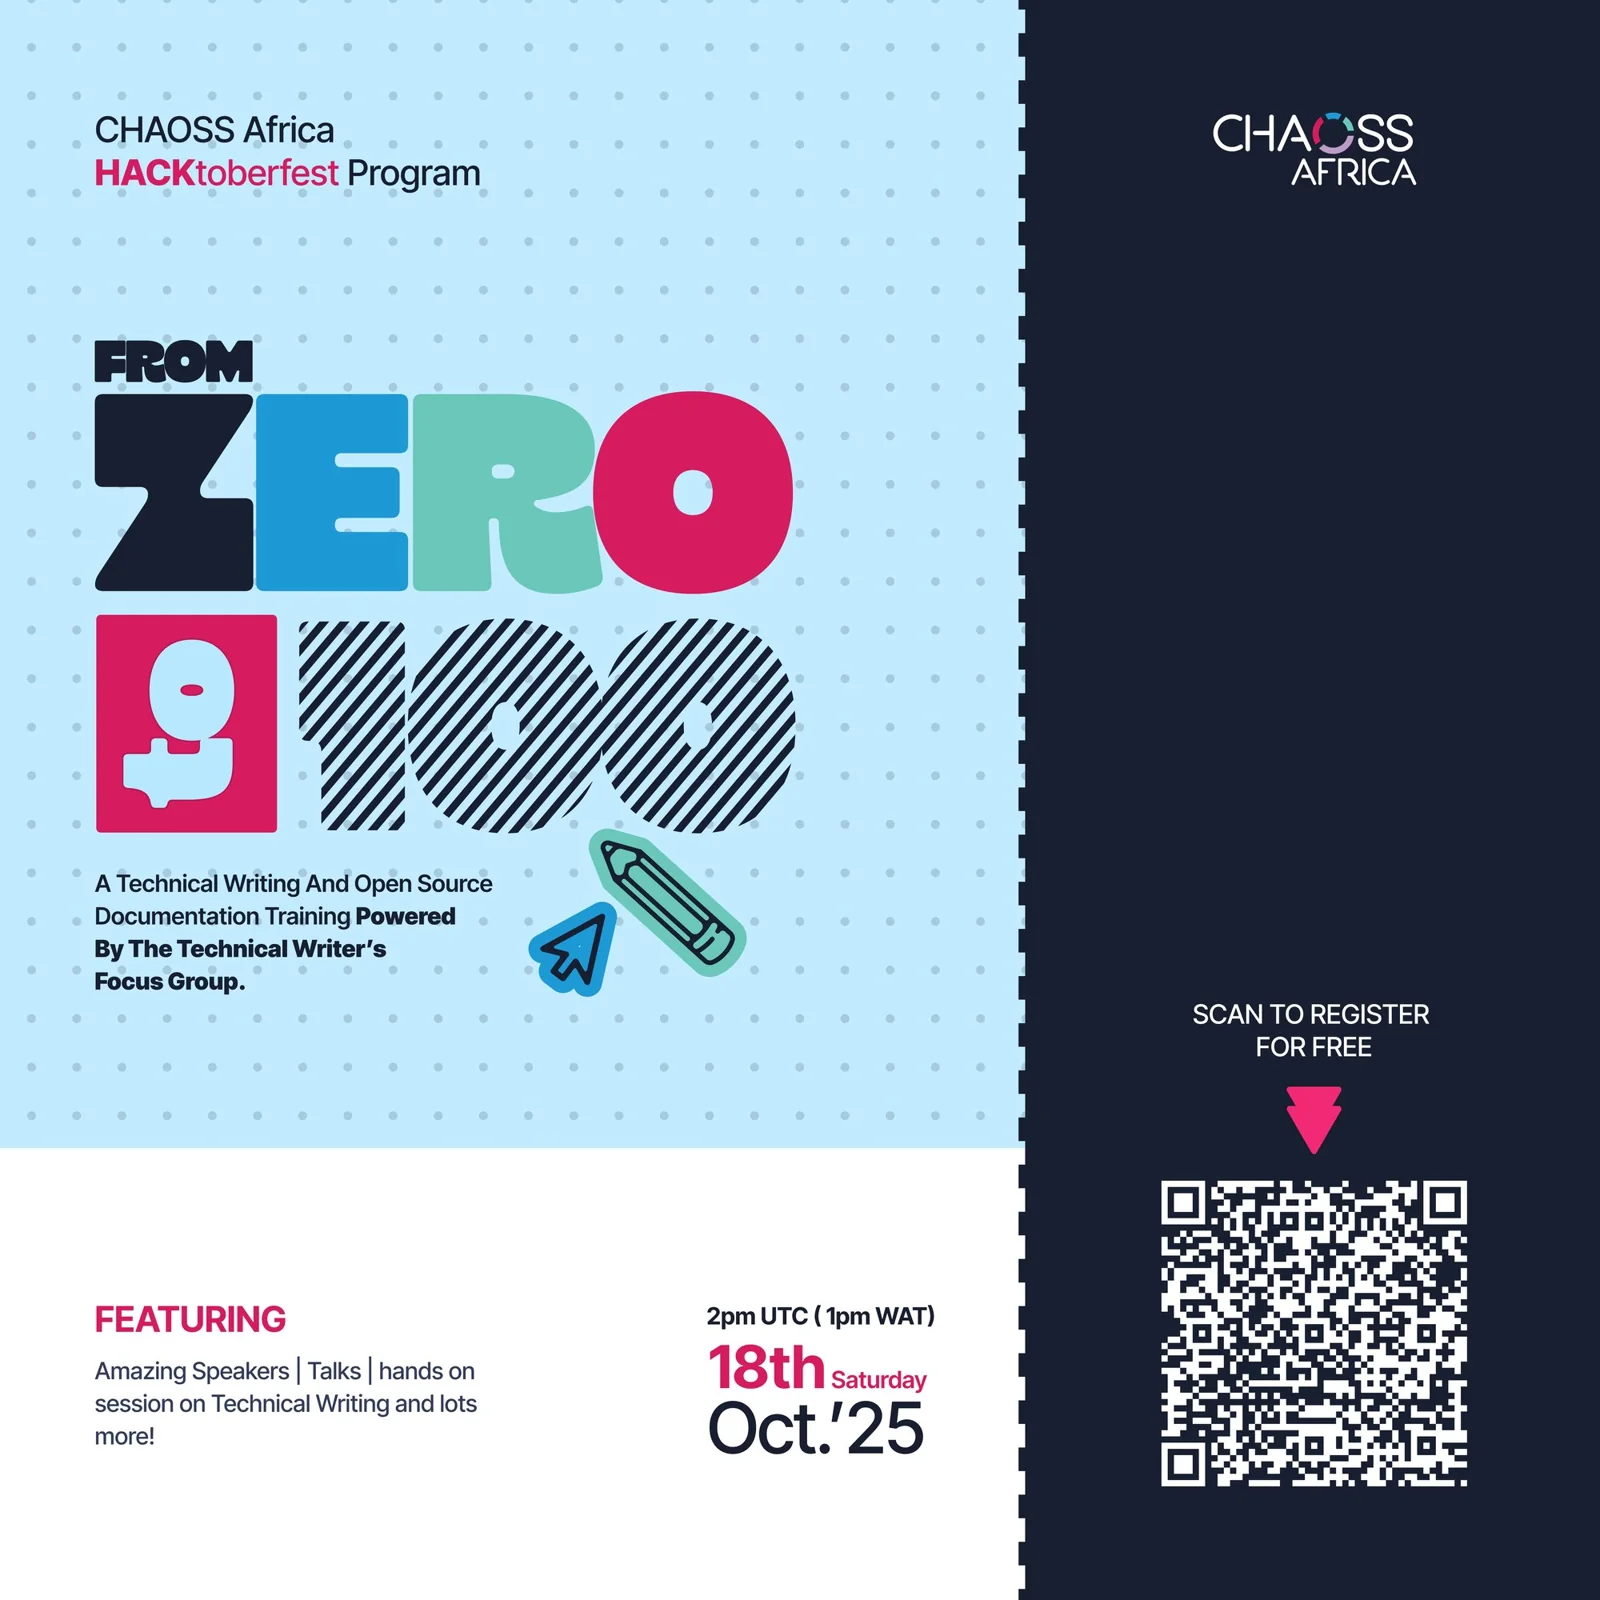 CHAOSS Africa
HACKtoberfest Program
FROM
ZERO
to 100
A Technical Writing And Open Source
Documentation Training Powered
By The Technical Writer’s
Focus Group.
FEATURING
Amazing Speakers | Talks | hands on
session on Technical Writing and lots
more!
2pm UTC ( 1pm WAT)
18th Saturday
Oct.’25
CHAOSS
AFRICA
SCAN TO REGISTER
FOR FREE